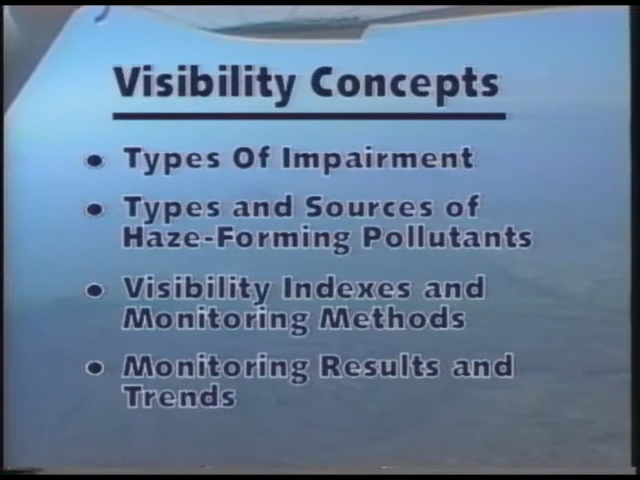 Visibility Concepts
Types Of Impairment
Types and Sources of
Haze-Forming Pollutants
Visibility Indexes and
Monitoring Methods
Monitoring Results and
Trends